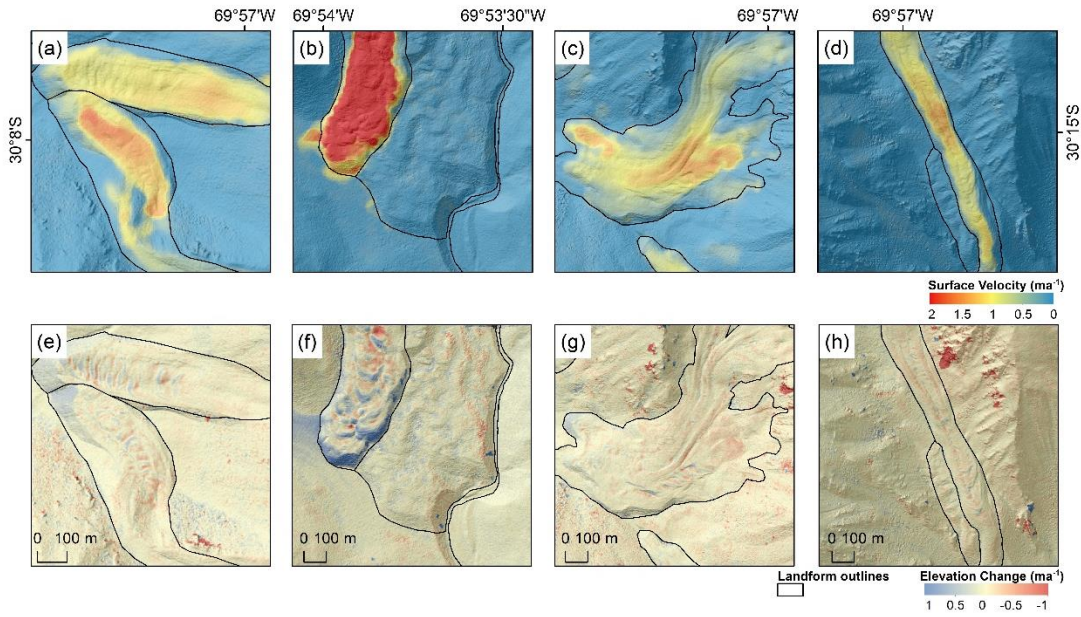 69°57'W
69°54'W
69°53'30"W
69°57'W
69°57'W
(a)
(b)
(c)
(d)
30°8'S
30°15'S
Surface Velocity (ma-1)
2 1.5 1 0.5 0
(e)
(f)
(g)
(h)
0 100 m
0 100 m
0 100 m
0 100 m
Landform outlines
Elevation Change (ma-1)
1 0.5 0 -0.5 -1